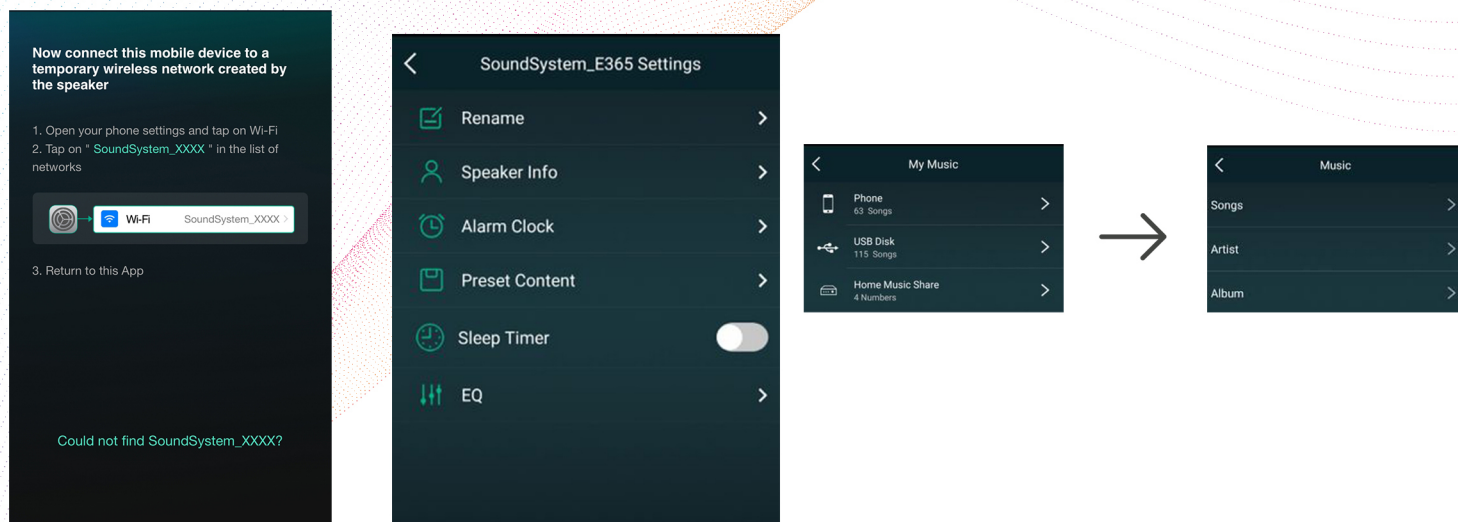 Now connect this mobile device to a
temporary wireless network created by
the speaker
1. Open your phone settings and tap on Wi-Fi
2. Tap on " SoundSystem_XXXX " in the list of
networks
Wi-Fi SoundSystem_XXXX
3. Return to this App
Could not find SoundSystem_XXXX?
SoundSystem_E365 Settings
Rename
Speaker Info
Alarm Clock
Preset Content
Sleep Timer
EQ
My Music
Phone
63 Songs
USB Disk
115 Songs
Home Music Share
4 Numbers
Music
Songs
Artist
Album